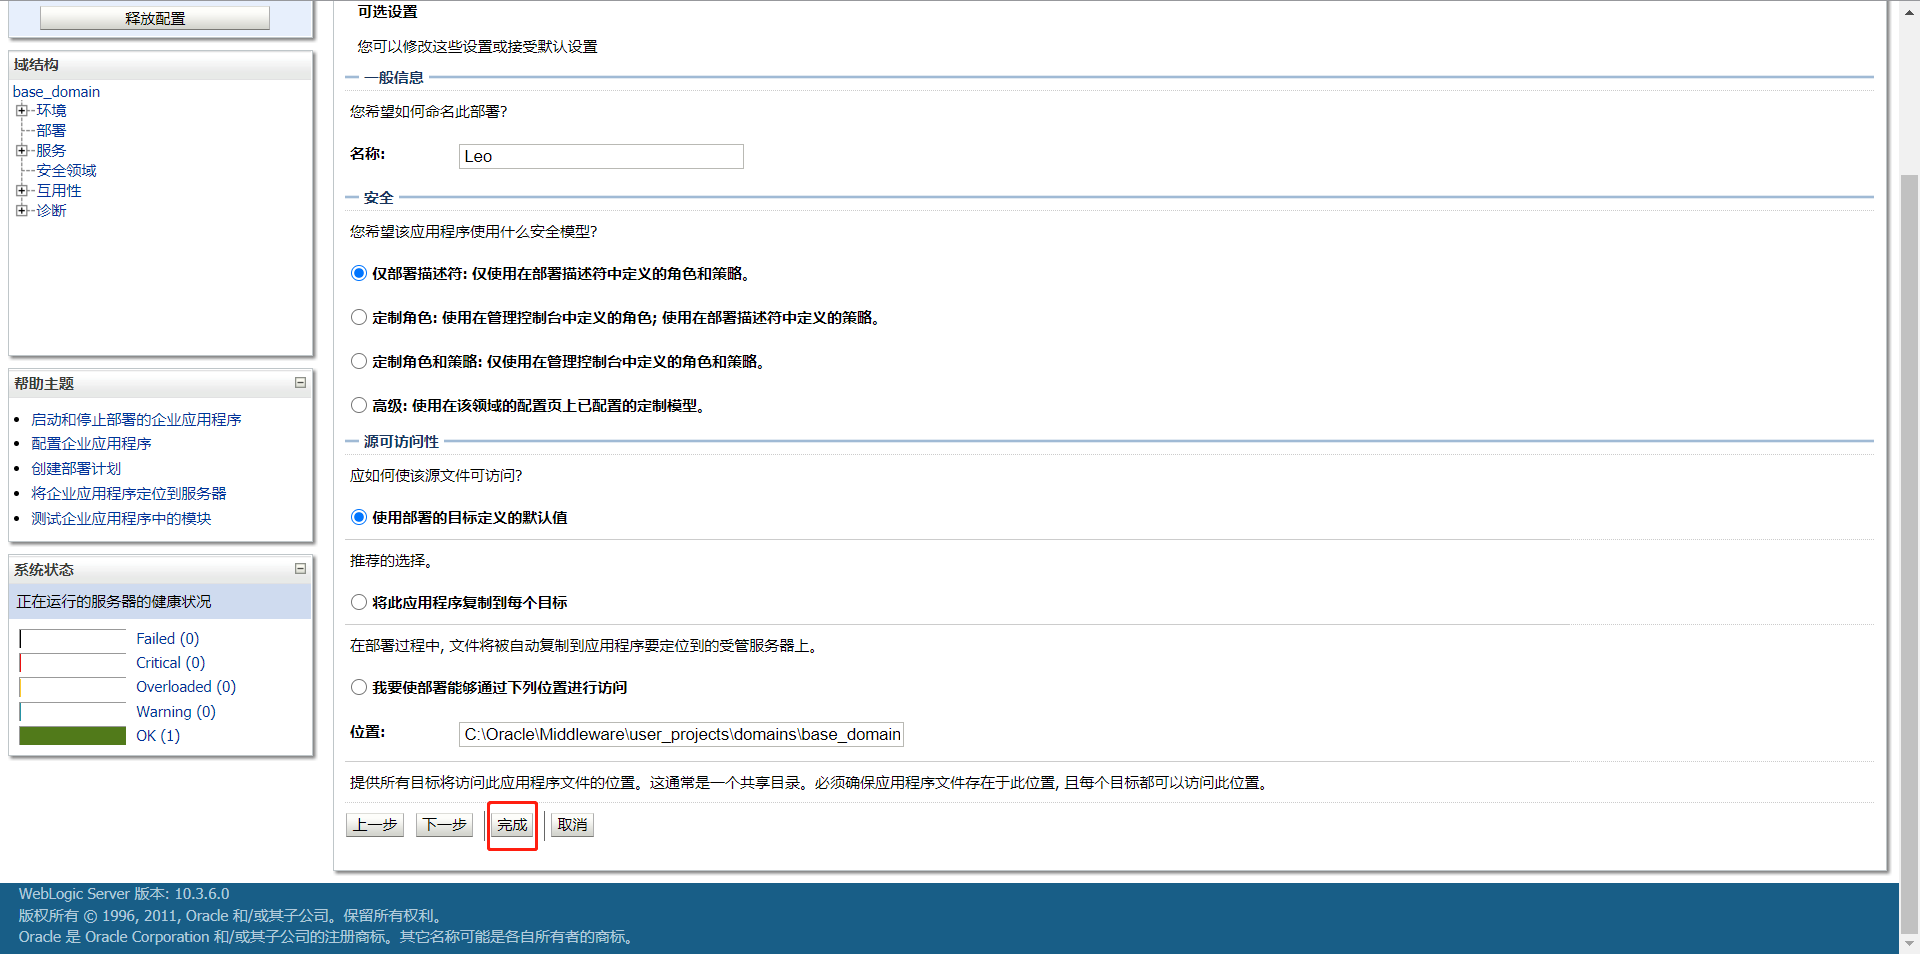 释放配置
域结构
base_domain
环境
部署
服务
安全领域
互用性
诊断
帮助主题
启动和停止部署的企业应用程序
配置企业应用程序
创建部署计划
将企业应用程序定位到服务器
测试企业应用程序中的模块
系统状态
正在运行的服务器的健康状况
Failed (0)
Critical (0)
Overloaded (0)
Warning (0)
OK (1)
可选设置
您可以修改这些设置或接受默认设置
一般信息
您希望如何命名此部署?
名称: Leo
安全
您希望该应用程序使用什么安全模型?
仅部署描述符: 仅使用在部署描述符中定义的角色和策略。
定制角色: 使用在管理控制台中定义的角色; 使用在部署描述符中定义的策略。
定制角色和策略: 仅使用在管理控制台中定义的角色和策略。
高级: 使用在该领域的配置页上已配置的定制模型。
源可访问性
应如何使该源文件可访问?
使用部署的目标定义的默认值
推荐的选择。
将此应用程序复制到每个目标
在部署过程中, 文件将被自动复制到应用程序要定位到的受管服务器上。
我要使部署能够通过下列位置进行访问
位置: C:\Oracle\Middleware\user_projects\domains\base_domain
提供所有目标将访问此应用程序文件的位置。这通常是一个共享目录。必须确保应用程序文件存在于此位置, 且每个目标都可以访问此位置。
上一步 下一步 完成 取消
WebLogic Server 版本: 10.3.6.0
版权所有 © 1996, 2011, Oracle 和/或其子公司。保留所有权利。
Oracle 是 Oracle Corporation 和/或其子公司的注册商标。其它名称可能是各自所有者的商标。